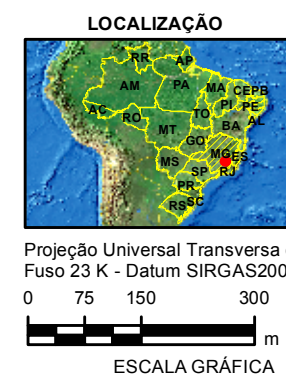 LOCALIZAÇÃO
RR AP
AM PA MA CE PB
PI PE
AC RO TO AL
MT BA
GO
MG ES
MS SP RJ
PR
RS SC
Projeção Universal Transversa
Fuso 23 K - Datum SIRGAS200
0 75 150 300
m
ESCALA GRÁFICA